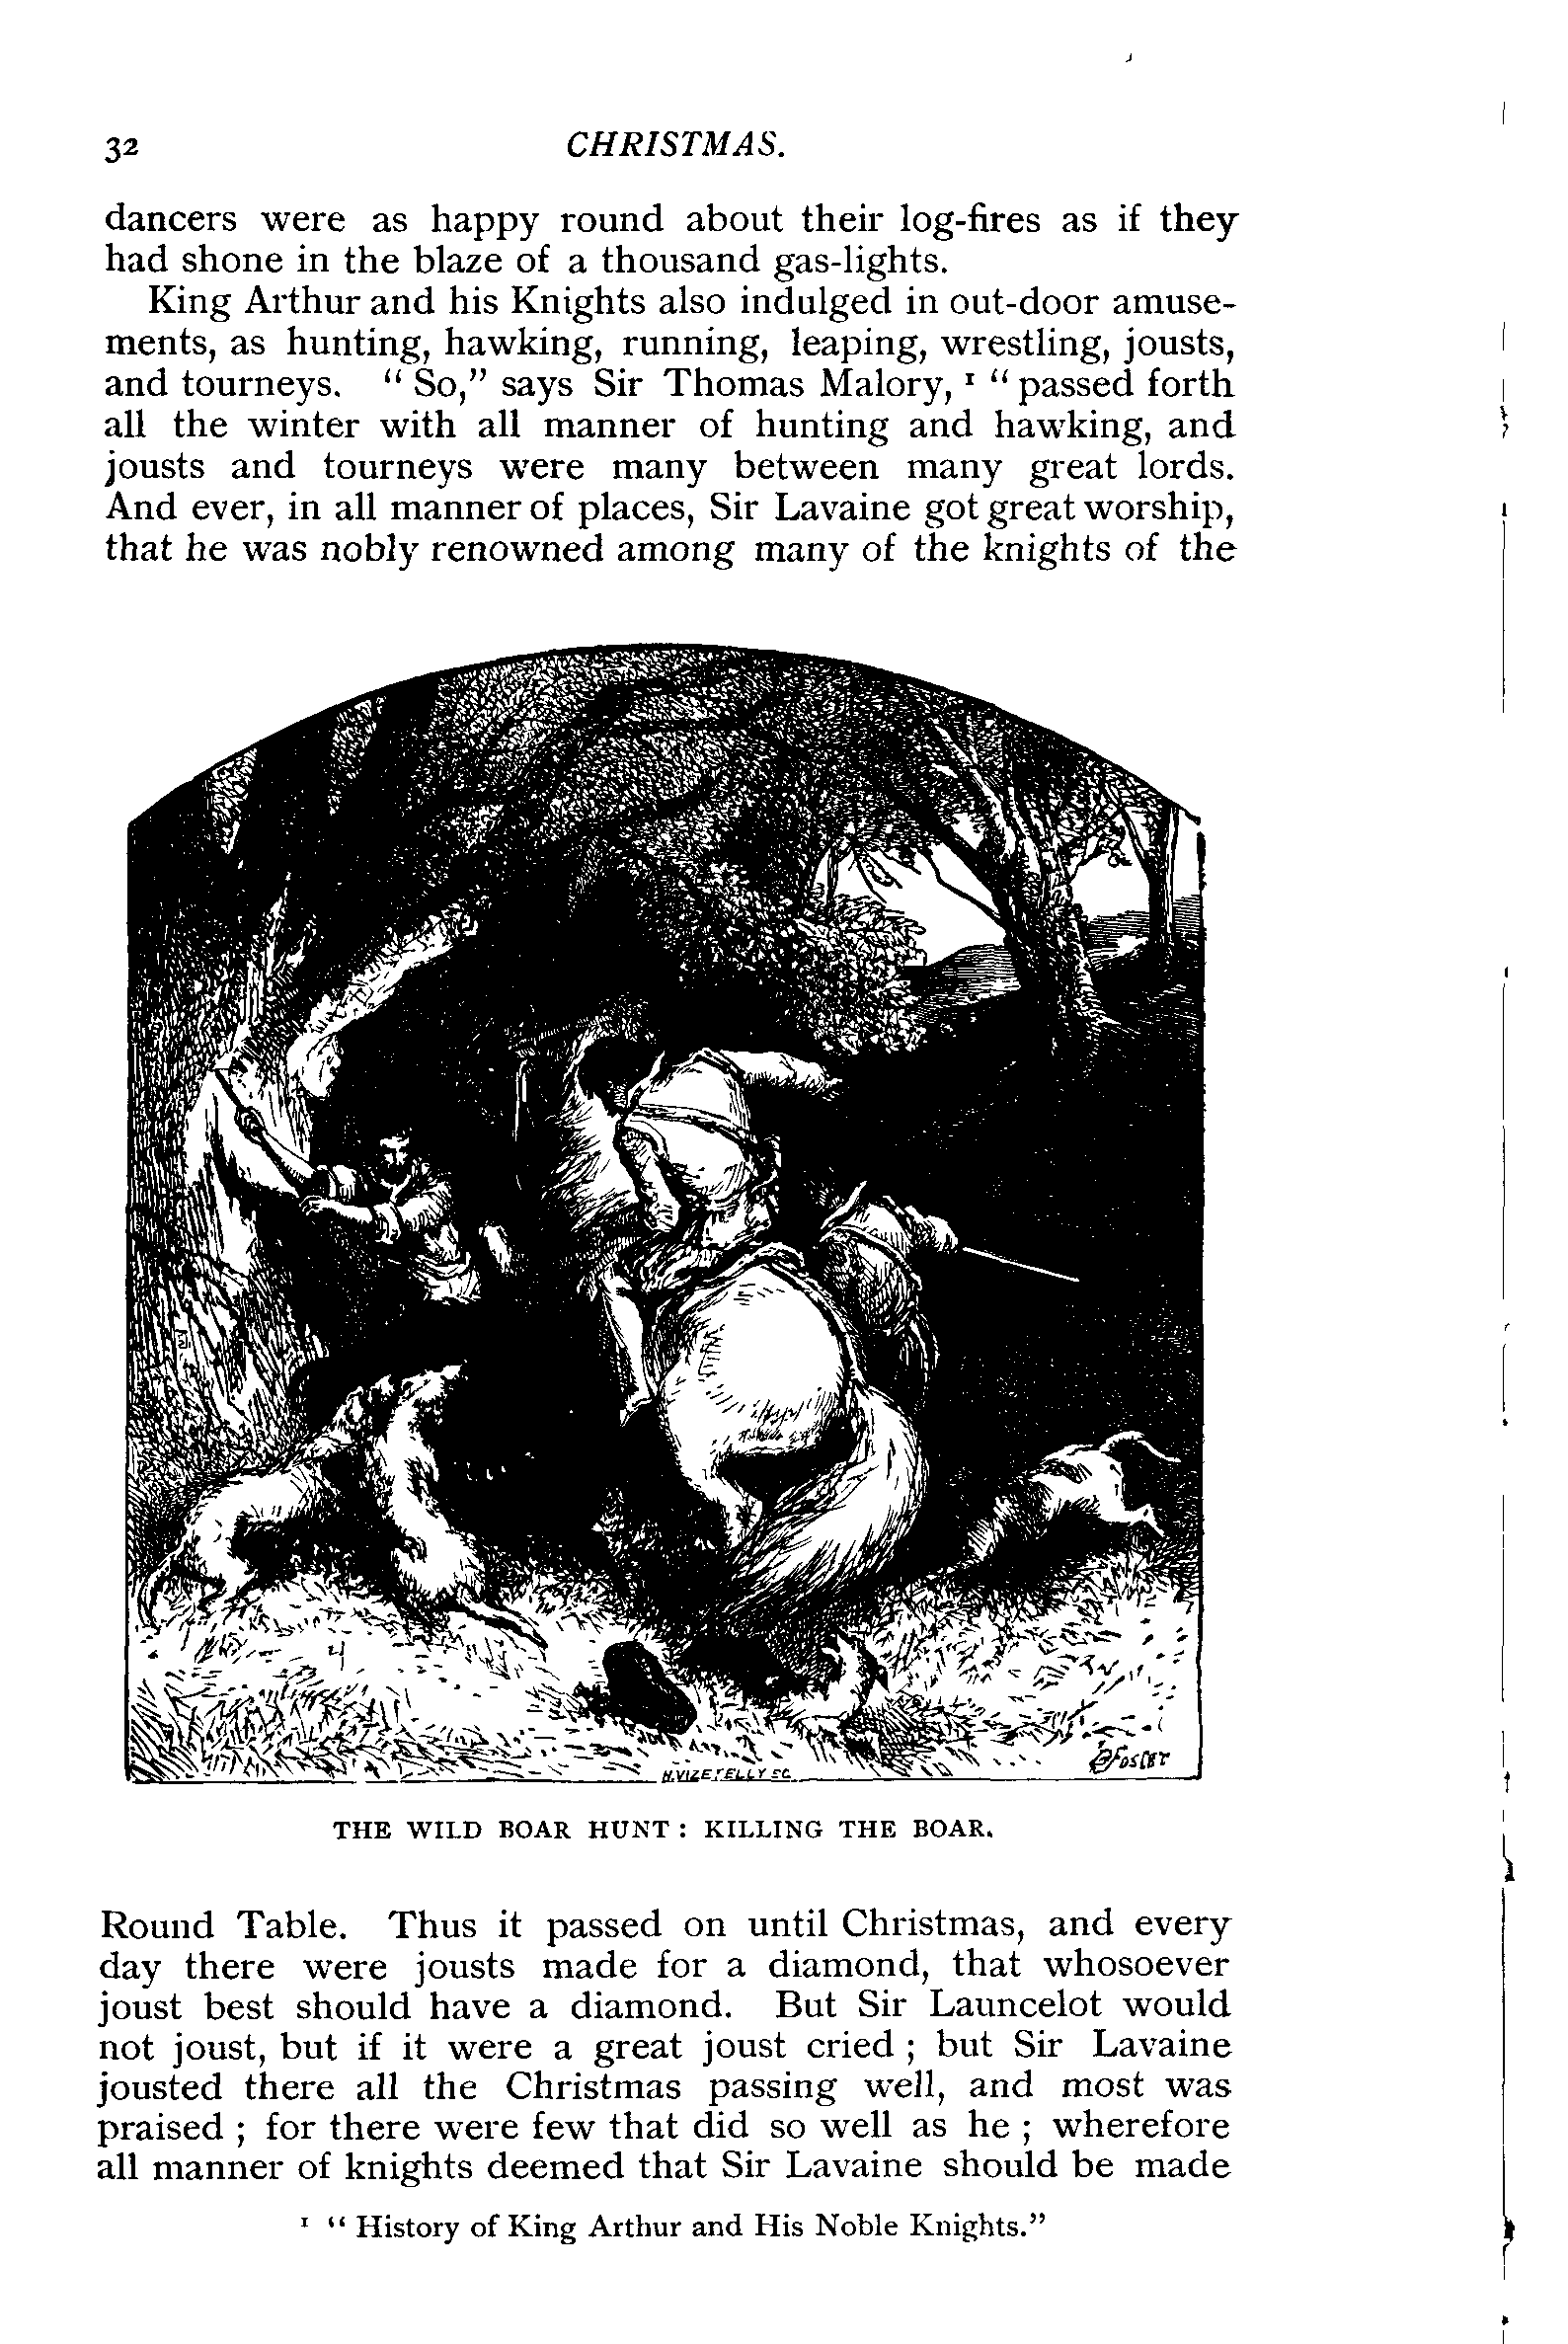 32 CHRISTMAS.
dancers were as happy round about their log-fires as if they
had shone in the blaze of a thousand gas-lights.
King Arthur and his Knights also indulged in out-door amuse-
ments, as hunting, hawking, running, leaping, wrestling, jousts,
and tourneys. “ So,” says Sir Thomas Malory, ¹ “ passed forth
all the winter with all manner of hunting and hawking, and
jousts and tourneys were many between many great lords.
And ever, in all manner of places, Sir Lavaine got great worship,
that he was nobly renowned among many of the knights of the
H.VIZETELLY SC.
BFOSTER
THE WILD BOAR HUNT : KILLING THE BOAR.
Round Table. Thus it passed on until Christmas, and every
day there were jousts made for a diamond, that whosoever
joust best should have a diamond. But Sir Launcelot would
not joust, but if it were a great joust cried ; but Sir Lavaine
jousted there all the Christmas passing well, and most was
praised ; for there were few that did so well as he ; wherefore
all manner of knights deemed that Sir Lavaine should be made
¹ “ History of King Arthur and His Noble Knights.”